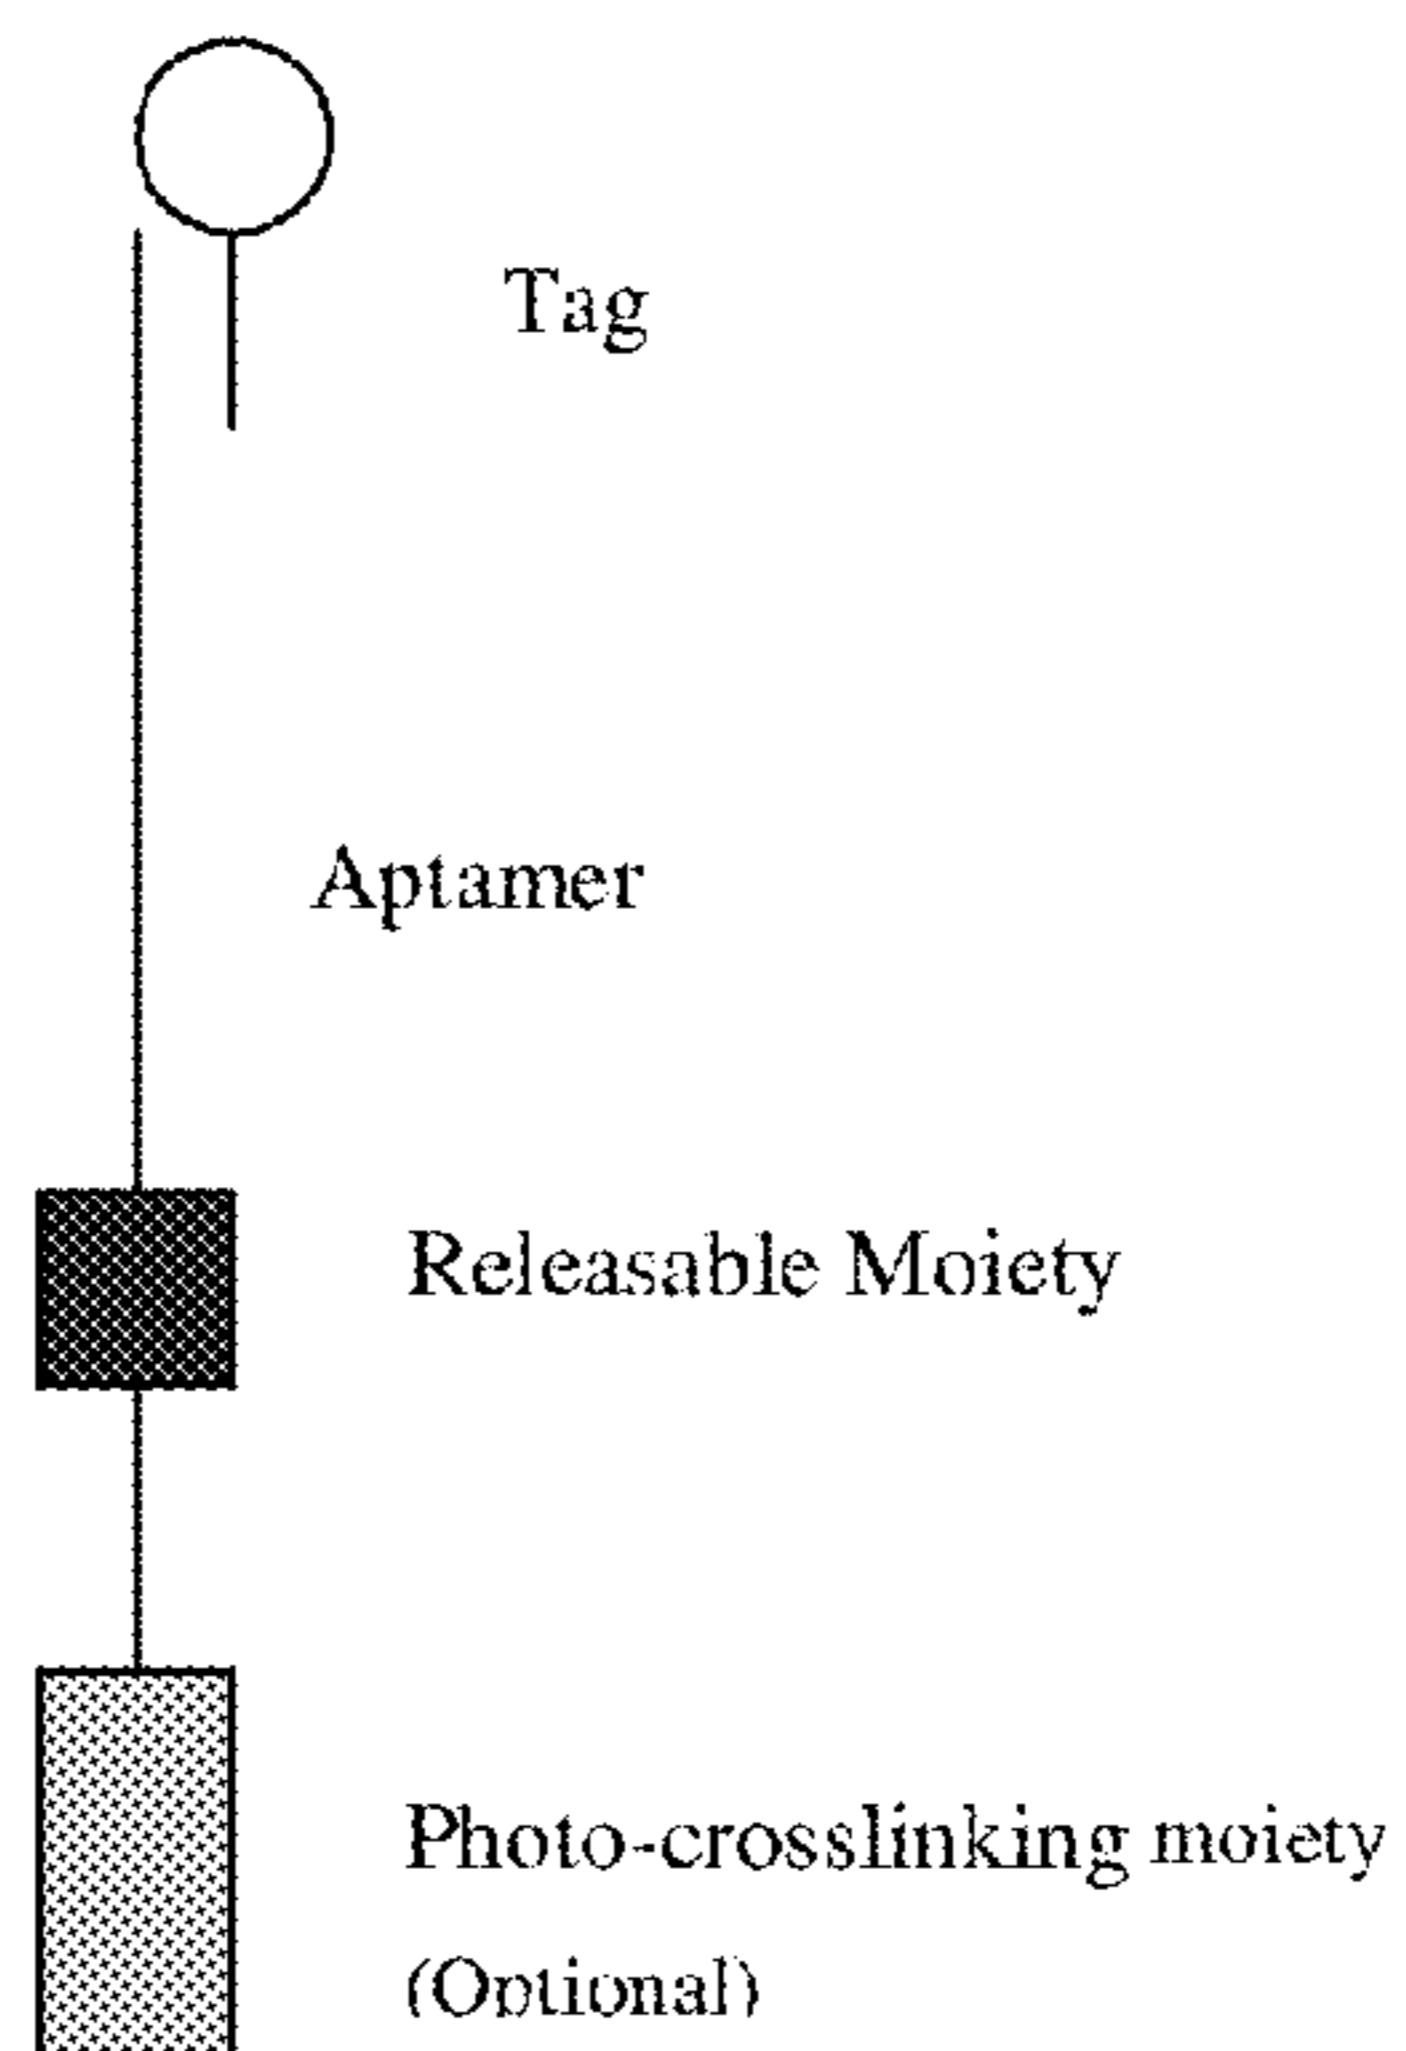 Tag
Aptamer
Releasable Moiety
Photo-crosslinking moiety
(Optional)